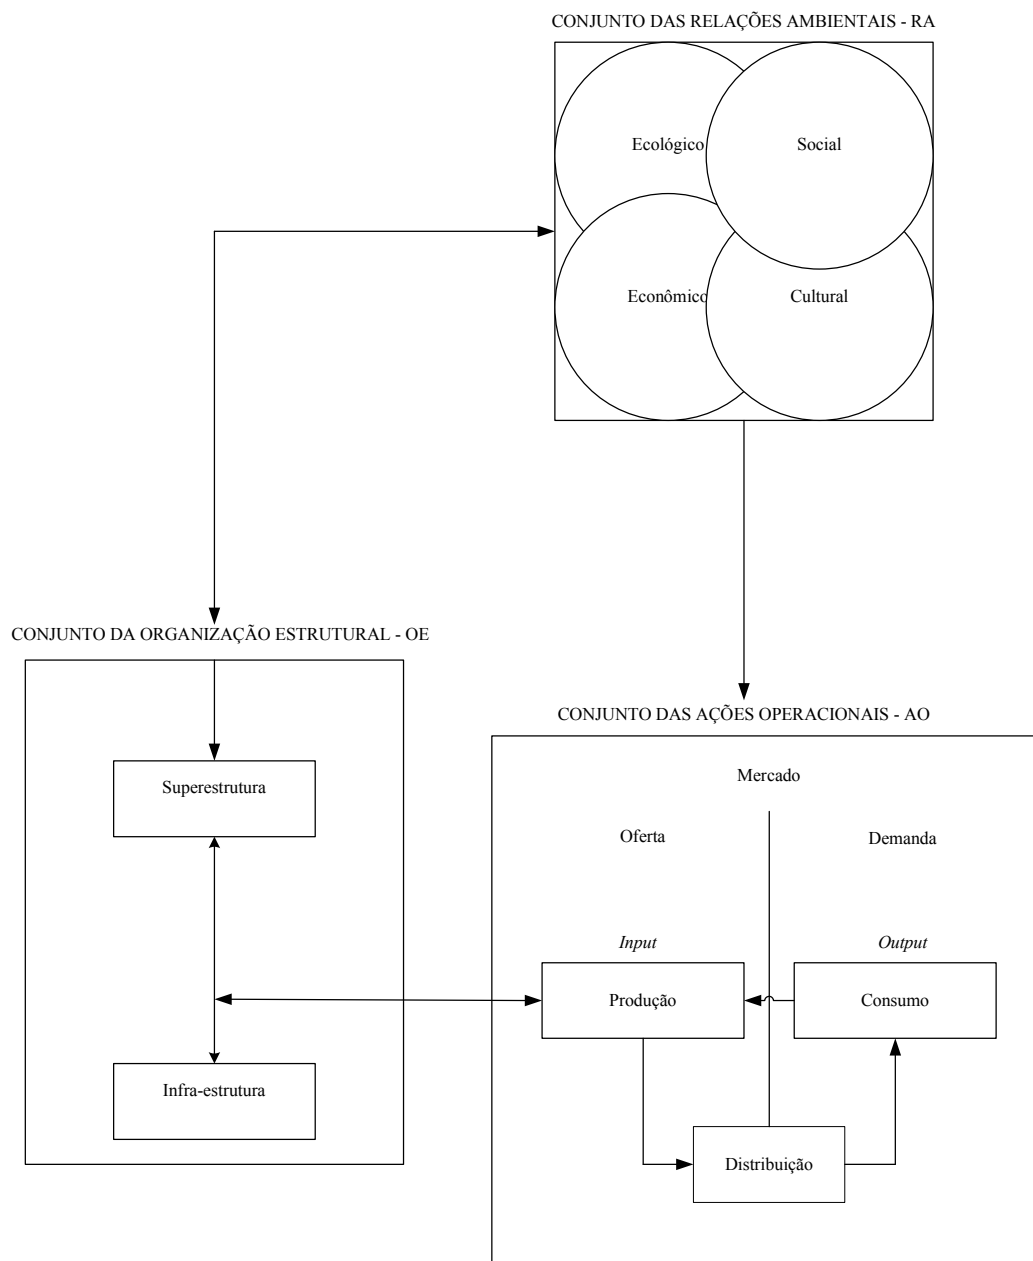 CONJUNTO DAS RELAÇÕES AMBIENTAIS - RA
Ecológico
Social
Econômico
Cultural
CONJUNTO DA ORGANIZAÇÃO ESTRUTURAL - OE
Superestrutura
Infra-estrutura
CONJUNTO DAS AÇÕES OPERACIONAIS - AO
Mercado
Oferta
Demanda
Input
Output
Produção
Consumo
Distribuição